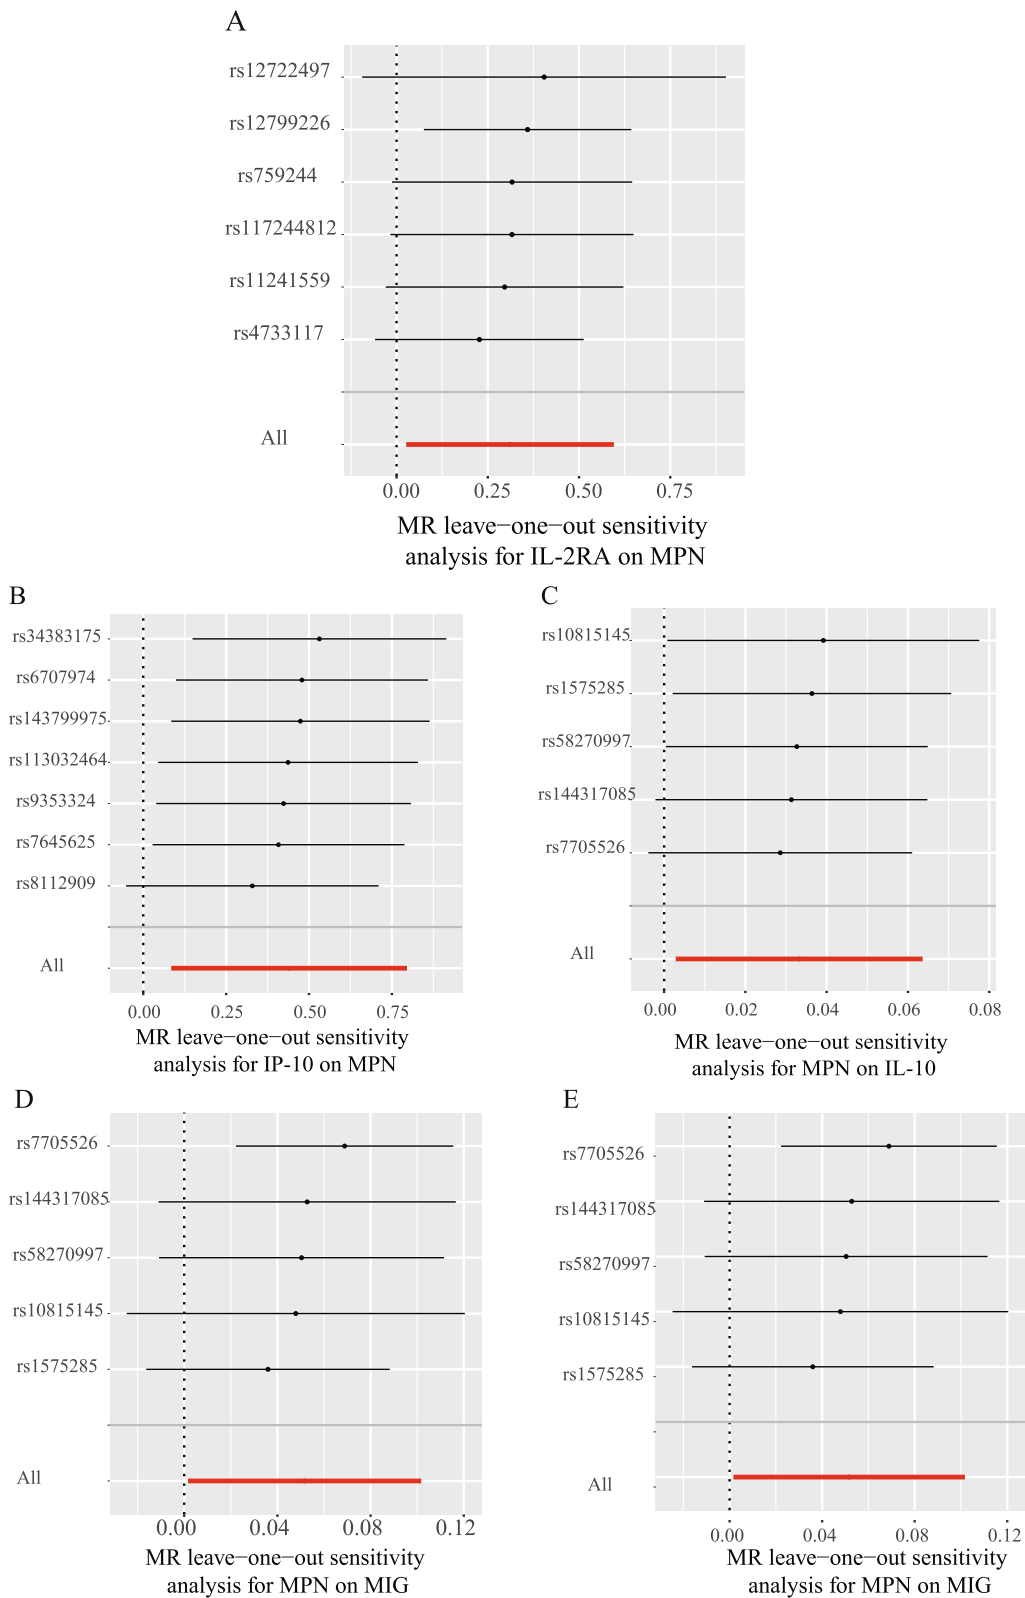 A
rs12722497
rs12799226
rs759244
rs117244812
rs11241559
rs4733117
All
0.00 0.25 0.50 0.75
MR leave−one−out sensitivity
analysis for IL-2RA on MPN
B
rs34383175
rs6707974
rs143799975
rs113032464
rs9353324
rs7645625
rs8112909
All
0.00 0.25 0.50 0.75
MR leave−one−out sensitivity
analysis for IP-10 on MPN
C
rs10815145
rs1575285
rs58270997
rs144317085
rs7705526
All
0.00 0.02 0.04 0.06 0.08
MR leave−one−out sensitivity
analysis for MPN on IL-10
D
rs7705526
rs144317085
rs58270997
rs10815145
rs1575285
All
0.00 0.04 0.08 0.12
MR leave−one−out sensitivity
analysis for MPN on MIG
E
rs7705526
rs144317085
rs58270997
rs10815145
rs1575285
All
0.00 0.04 0.08 0.12
MR leave−one−out sensitivity
analysis for MPN on MIG